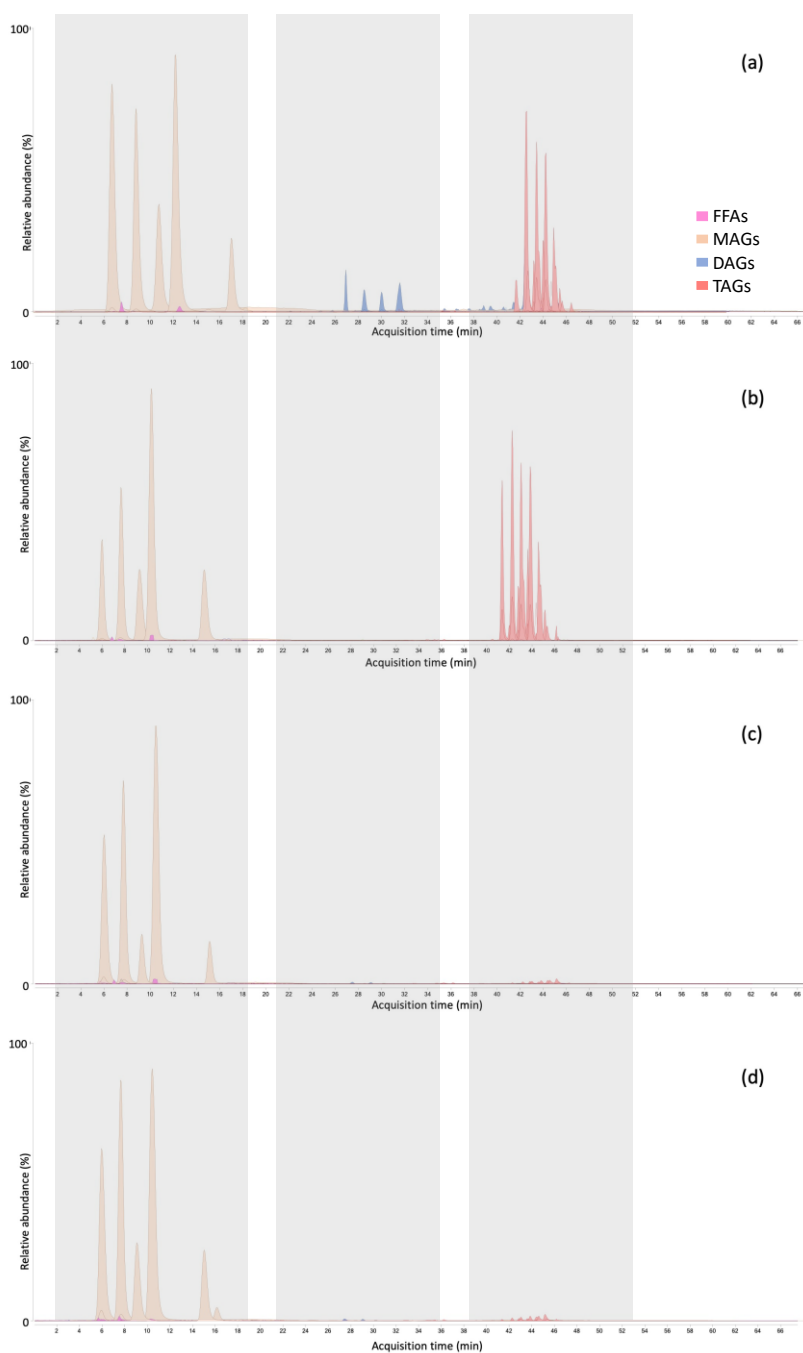 100
(a)
Relative abundance (%)
FFAs
MAGs
DAGs
TAGs
0
2 4 6 8 10 12 14 16 18 20 22 24 26 28 30 32 34 36 38 40 42 44 46 48 50 52 54 56 58 60 62 64 66
Acquisition time (min)
100
(b)
Relative abundance (%)
0
2 4 6 8 10 12 14 16 18 20 22 24 26 28 30 32 34 36 38 40 42 44 46 48 50 52 54 56 58 60 62 64 66
Acquisition time (min)
100
(c)
Relative abundance (%)
0
2 4 6 8 10 12 14 16 18 20 22 24 26 28 30 32 34 36 38 40 42 44 46 48 50 52 54 56 58 60 62 64 66
Acquisition time (min)
100
(d)
Relative abundance (%)
0
2 4 6 8 10 12 14 16 18 20 22 24 26 28 30 32 34 36 38 40 42 44 46 48 50 52 54 56 58 60 62 64 66
Acquisition time (min)